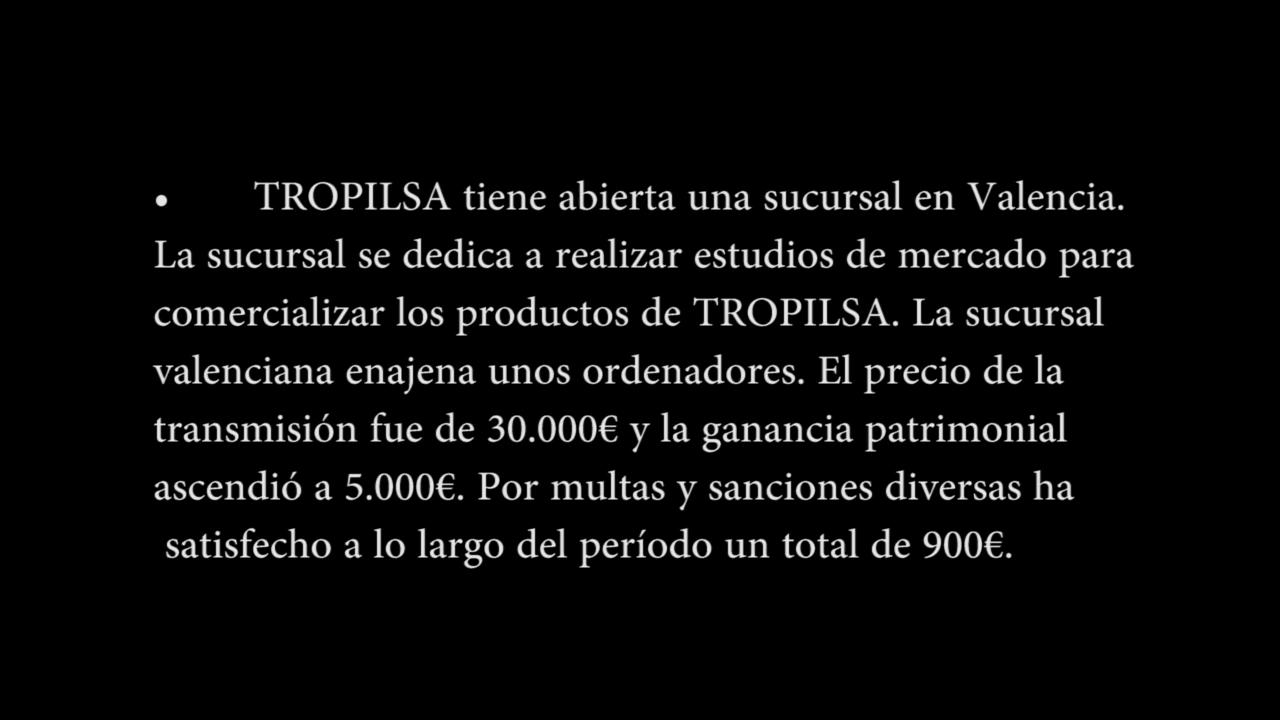 • TROPILSA tiene abierta una sucursal en Valencia.
La sucursal se dedica a realizar estudios de mercado para
comercializar los productos de TROPILSA. La sucursal
valenciana enajena unos ordenadores. El precio de la
transmisión fue de 30.000€ y la ganancia patrimonial
ascendió a 5.000€. Por multas y sanciones diversas ha
satisfecho a lo largo del período un total de 900€.